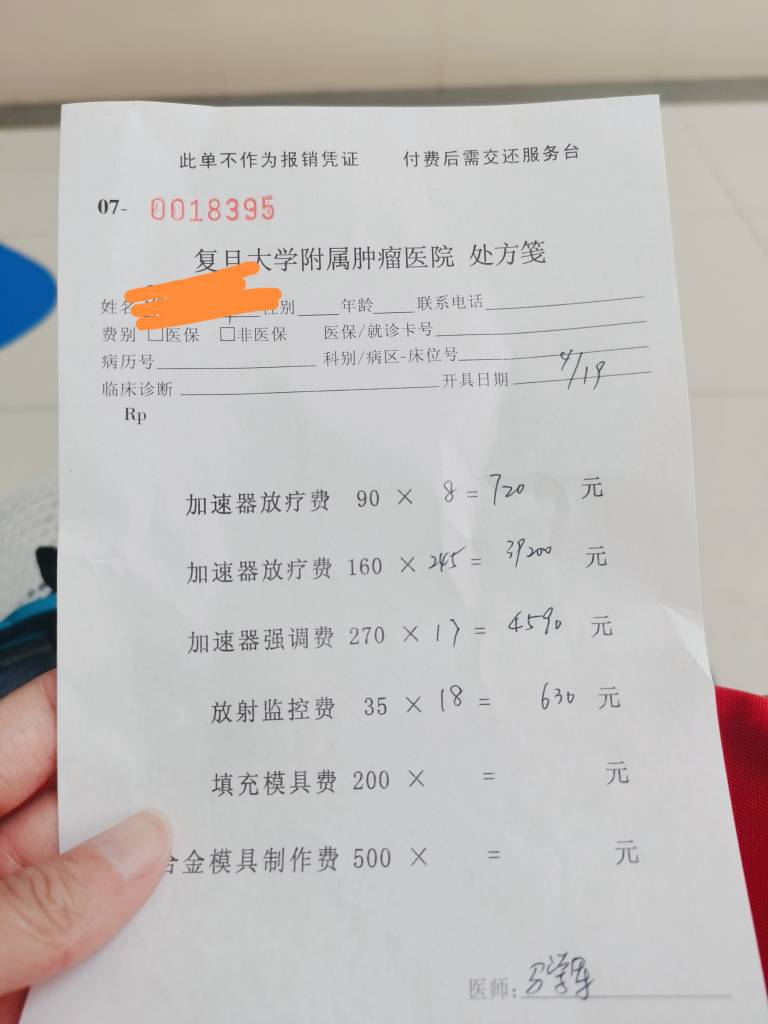 此单不作为报销凭证 付费后需交还服务台
07- 0018395
复旦大学附属肿瘤医院 处方笺
姓名 性别 年龄 联系电话
费别 □医保 □非医保 医保/就诊卡号
病历号 科别/病区-床位号
临床诊断 开具日期 4/19
Rp
加速器放疗费 90 × 8 = 720 元
加速器放疗费 160 × 245 = 39200 元
加速器强调费 270 × 17 = 4590 元
放射监控费 35 × 18 = 630 元
填充模具费 200 × = 元
合金模具制作费 500 × = 元
医师: